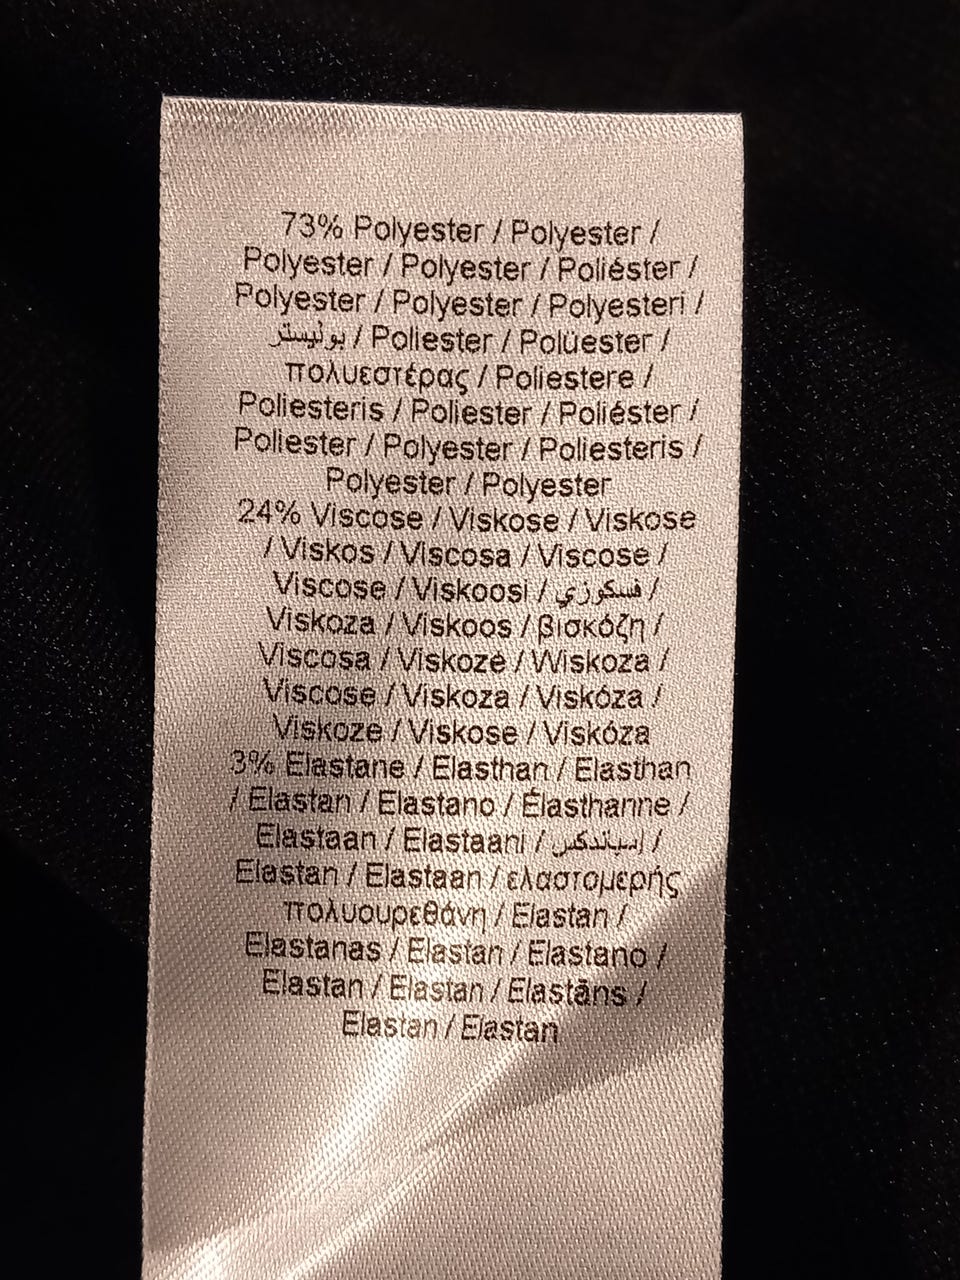 73% Polyester / Polyester /
Polyester / Polyester / Poliéster /
Polyester / Polyester / Polyesteri /
بوليستر / Poliester / Polüester /
πολυεστέρας / Poliestere /
Poliesteris / Poliester / Poliéster /
Poliester / Polyester / Poliesteris /
Polyester / Polyester
24% Viscose / Viskose / Viskose
/ Viskos / Viscosa / Viscose /
Viscose / Viskoosi / فسكوزي /
Viskoza / Viskoos / βισκόζη /
Viscosa / Viskozė / Wiskoza /
Viscose / Viskoza / Viskóza /
Viskoze / Viskose / Viskóza
3% Elastane / Elasthan / Elasthan
/ Elastan / Elastano / Élasthanne /
Elastaan / Elastaani / /
Elastan / Elastaan / ελαστομερής
πολυουρεθάνη / Elastan /
Elastanas / Elastan / Elastano /
Elastan / Elastan / Elastāns /
Elastan / Elastan